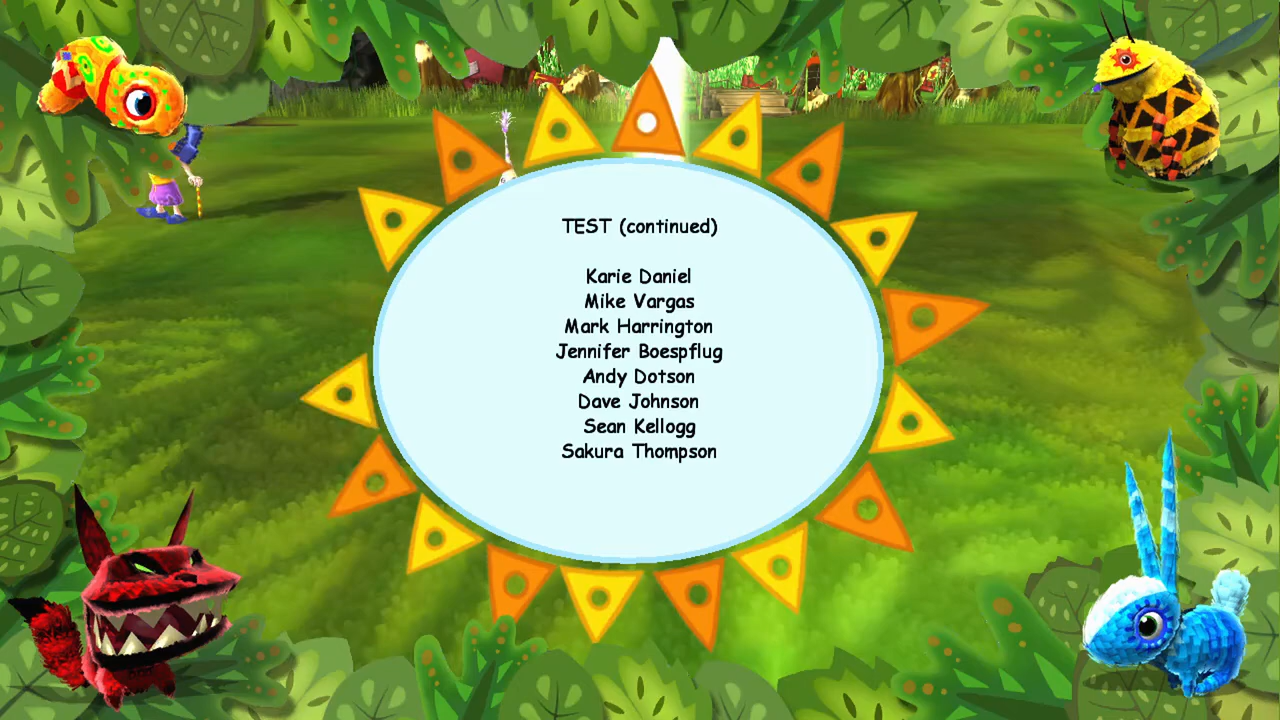 TEST (continued)
Karie Daniel
Mike Vargas
Mark Harrington
Jennifer Boespflug
Andy Dotson
Dave Johnson
Sean Kellogg
Sakura Thompson